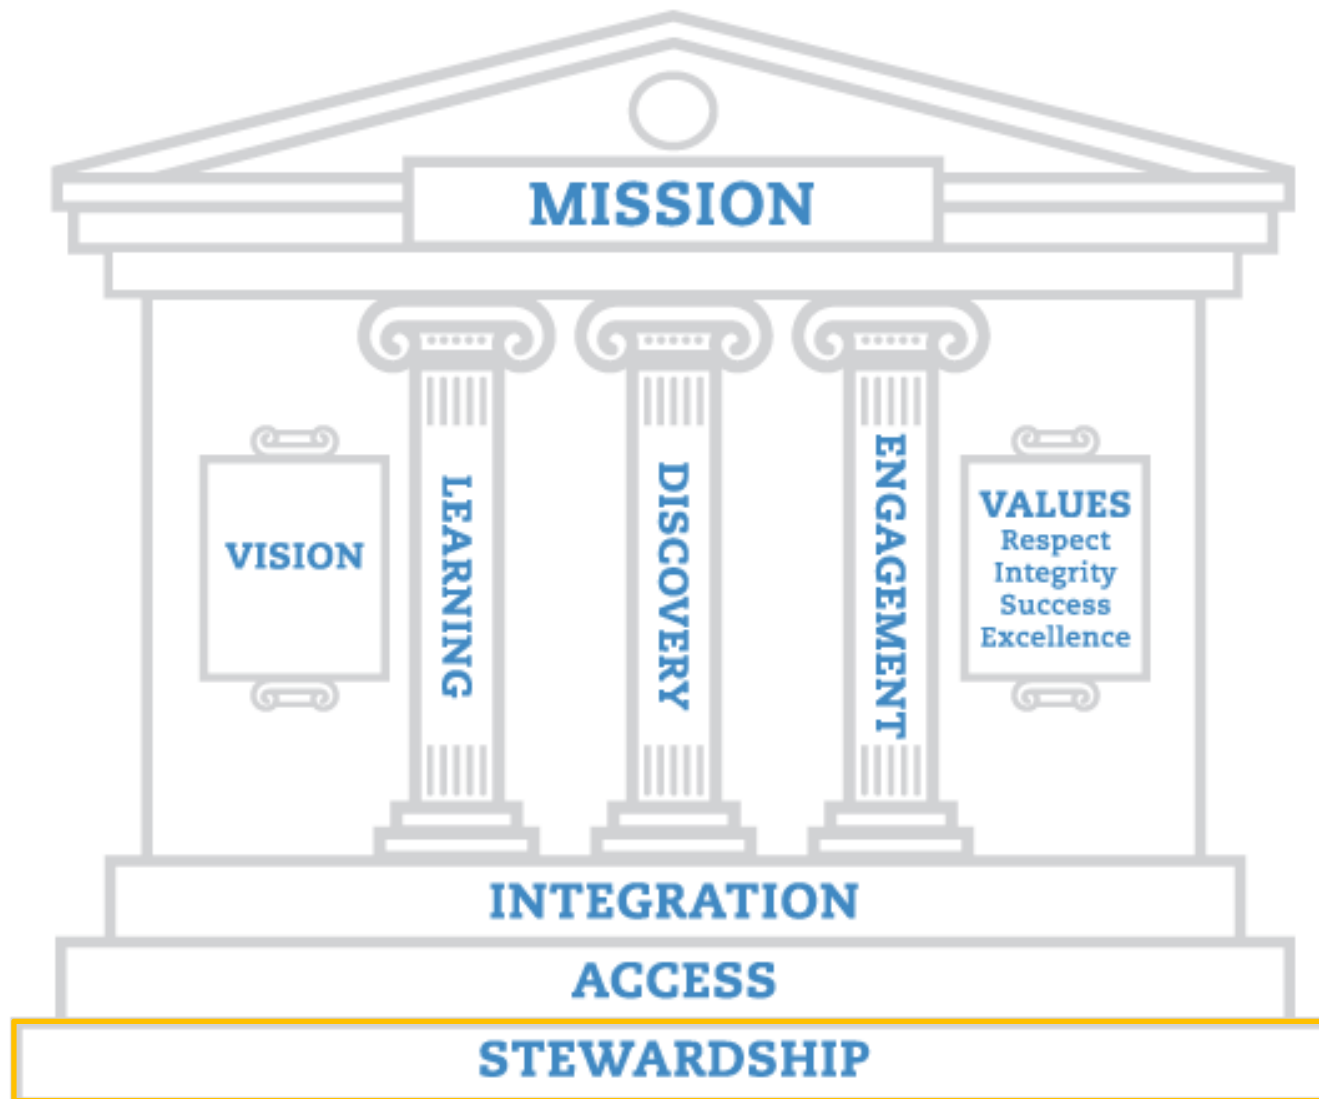 MISSION
VISION
LEARNING
DISCOVERY
ENGAGEMENT
VALUES
Respect
Integrity
Success
Excellence
INTEGRATION
ACCESS
STEWARDSHIP